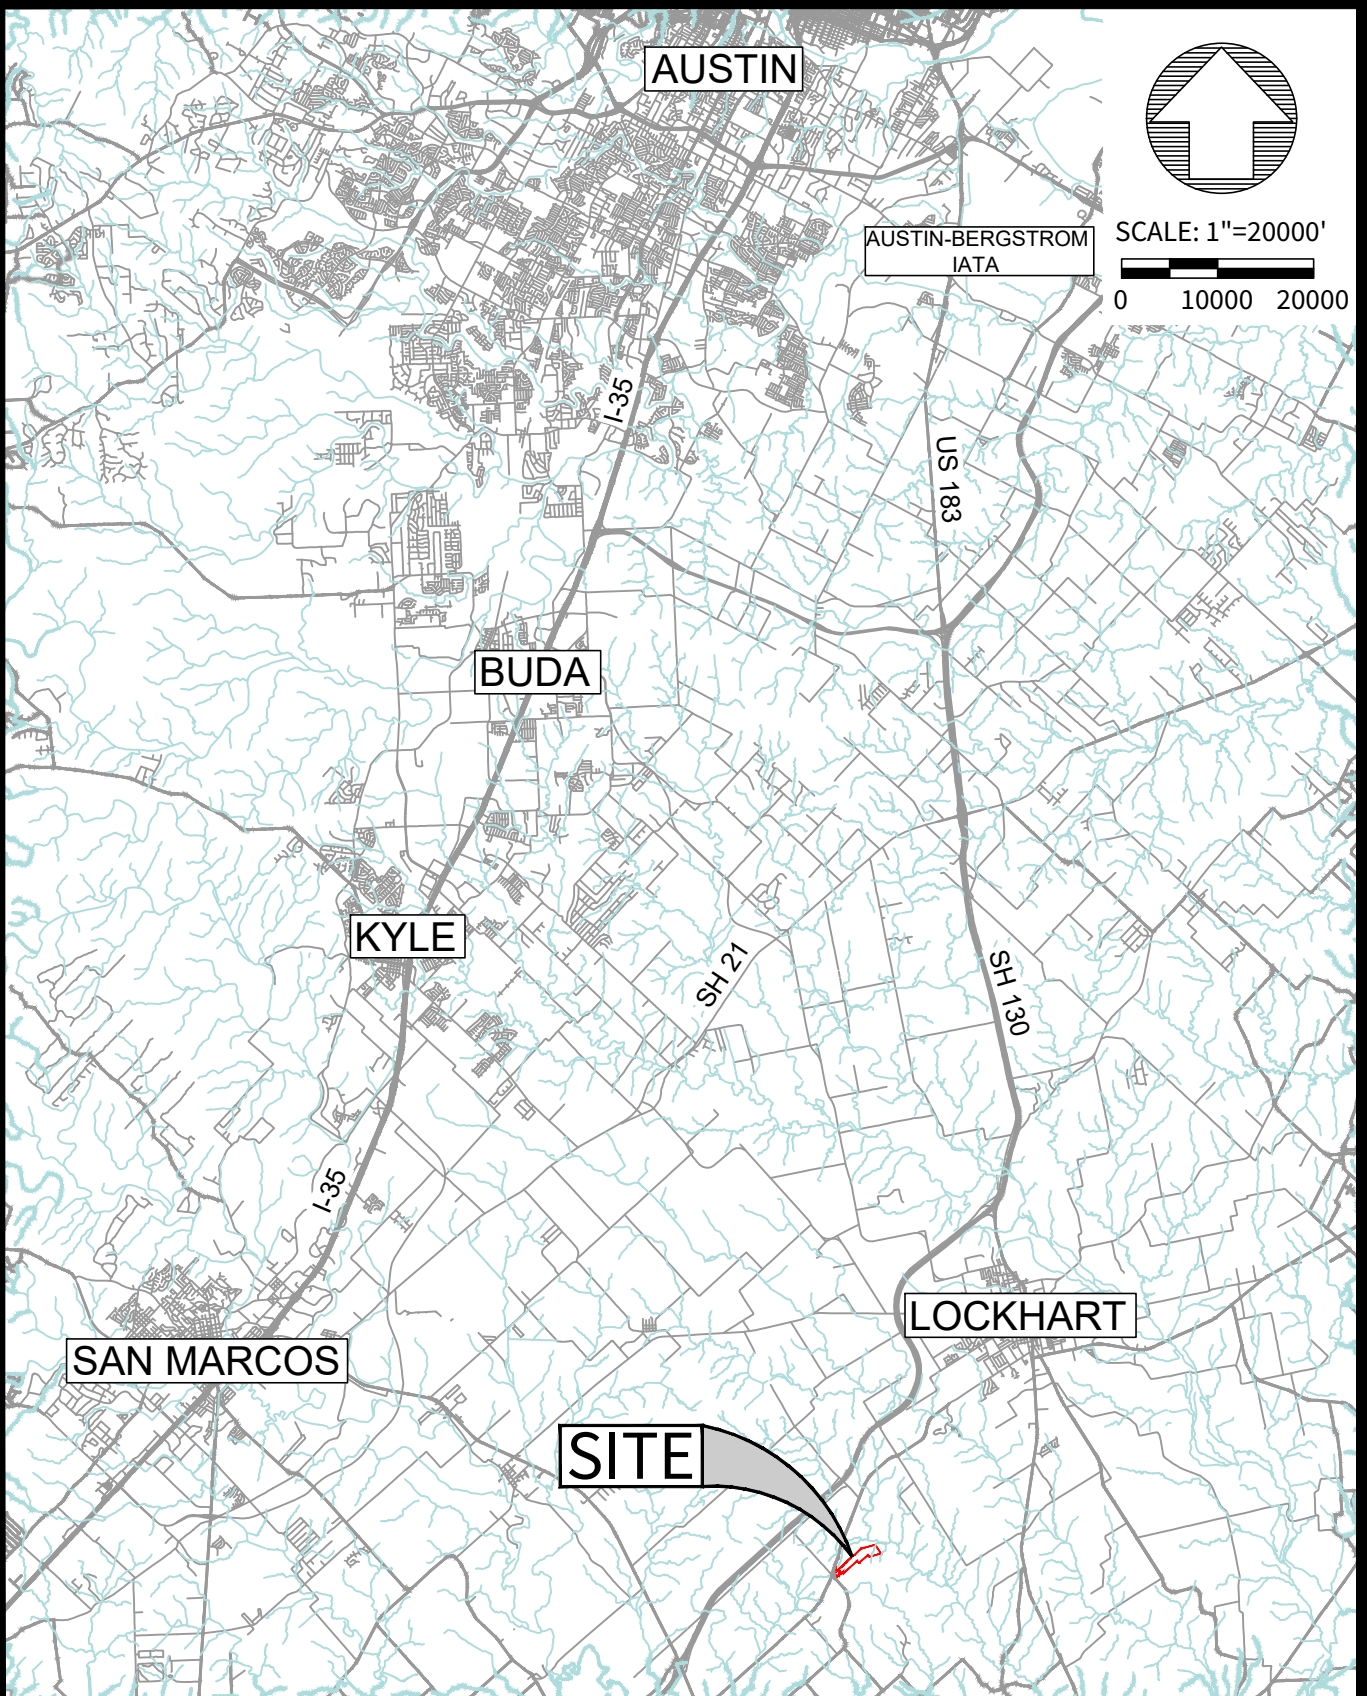 AUSTIN
AUSTIN-BERGSTROM
IATA
SCALE: 1"=20000'
0 10000 20000
I-35
US 183
BUDA
KYLE
SH 21
SH 130
I-35
LOCKHART
SAN MARCOS
SITE